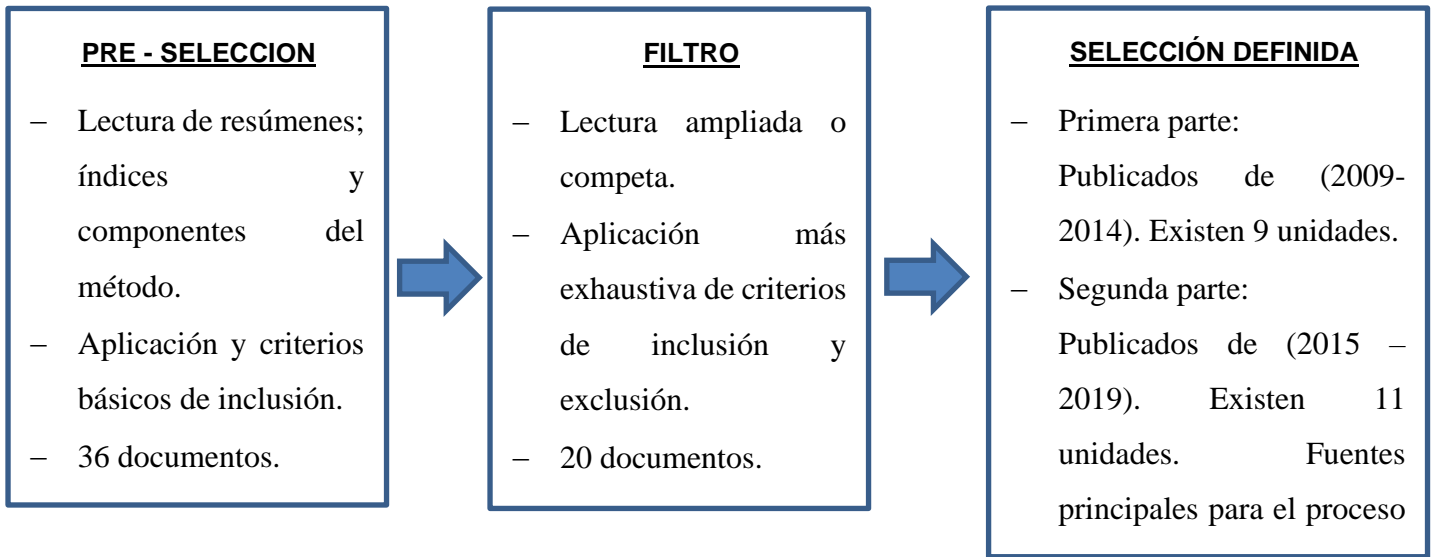 PRE - SELECCION
– Lectura de resúmenes;
índices y
componentes del
método.
– Aplicación y criterios
básicos de inclusión.
– 36 documentos.
FILTRO
– Lectura ampliada o
competa.
– Aplicación más
exhaustiva de criterios
de inclusión y
exclusión.
– 20 documentos.
SELECCIÓN DEFINIDA
– Primera parte:
Publicados de (2009-
2014). Existen 9 unidades.
– Segunda parte:
Publicados de (2015 –
2019). Existen 11
unidades. Fuentes
principales para el proceso